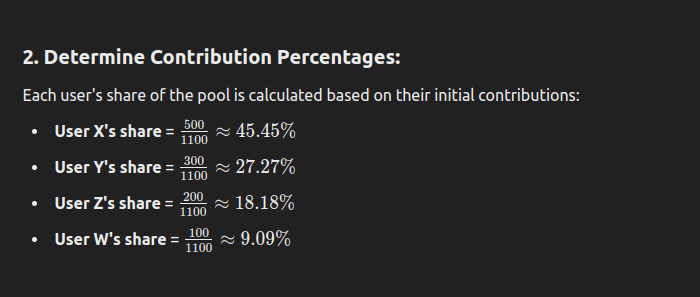 2. Determine Contribution Percentages:
Each user's share of the pool is calculated based on their initial contributions:
• User X's share = 500/1100 ≈ 45.45%
• User Y's share = 300/1100 ≈ 27.27%
• User Z's share = 200/1100 ≈ 18.18%
• User W's share = 100/1100 ≈ 9.09%